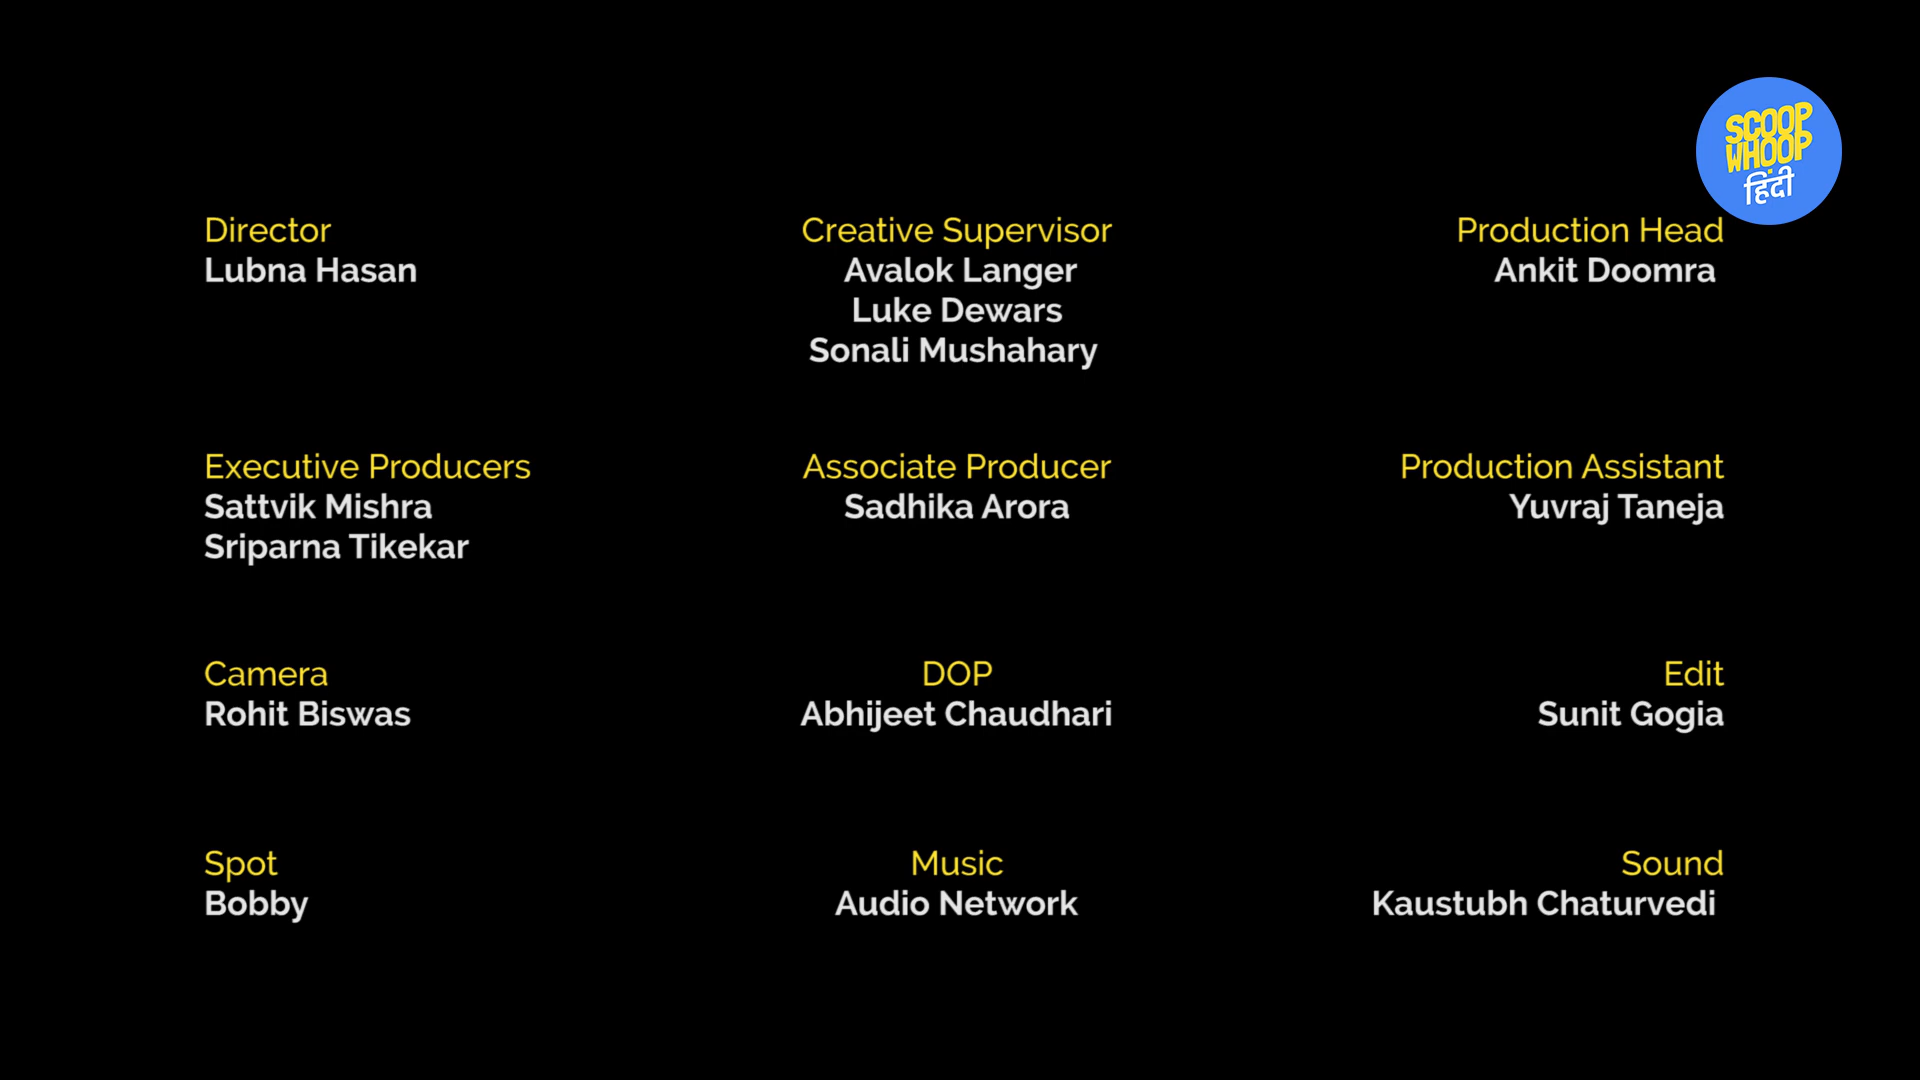 SCOOP
WHOOP
हिंदी
Director
Lubna Hasan
Creative Supervisor
Avalok Langer
Luke Dewars
Sonali Mushahary
Production Head
Ankit Doomra
Executive Producers
Sattvik Mishra
Sriparna Tikekar
Associate Producer
Sadhika Arora
Production Assistant
Yuvraj Taneja
Camera
Rohit Biswas
DOP
Abhijeet Chaudhari
Edit
Sunit Gogia
Spot
Bobby
Music
Audio Network
Sound
Kaustubh Chaturvedi